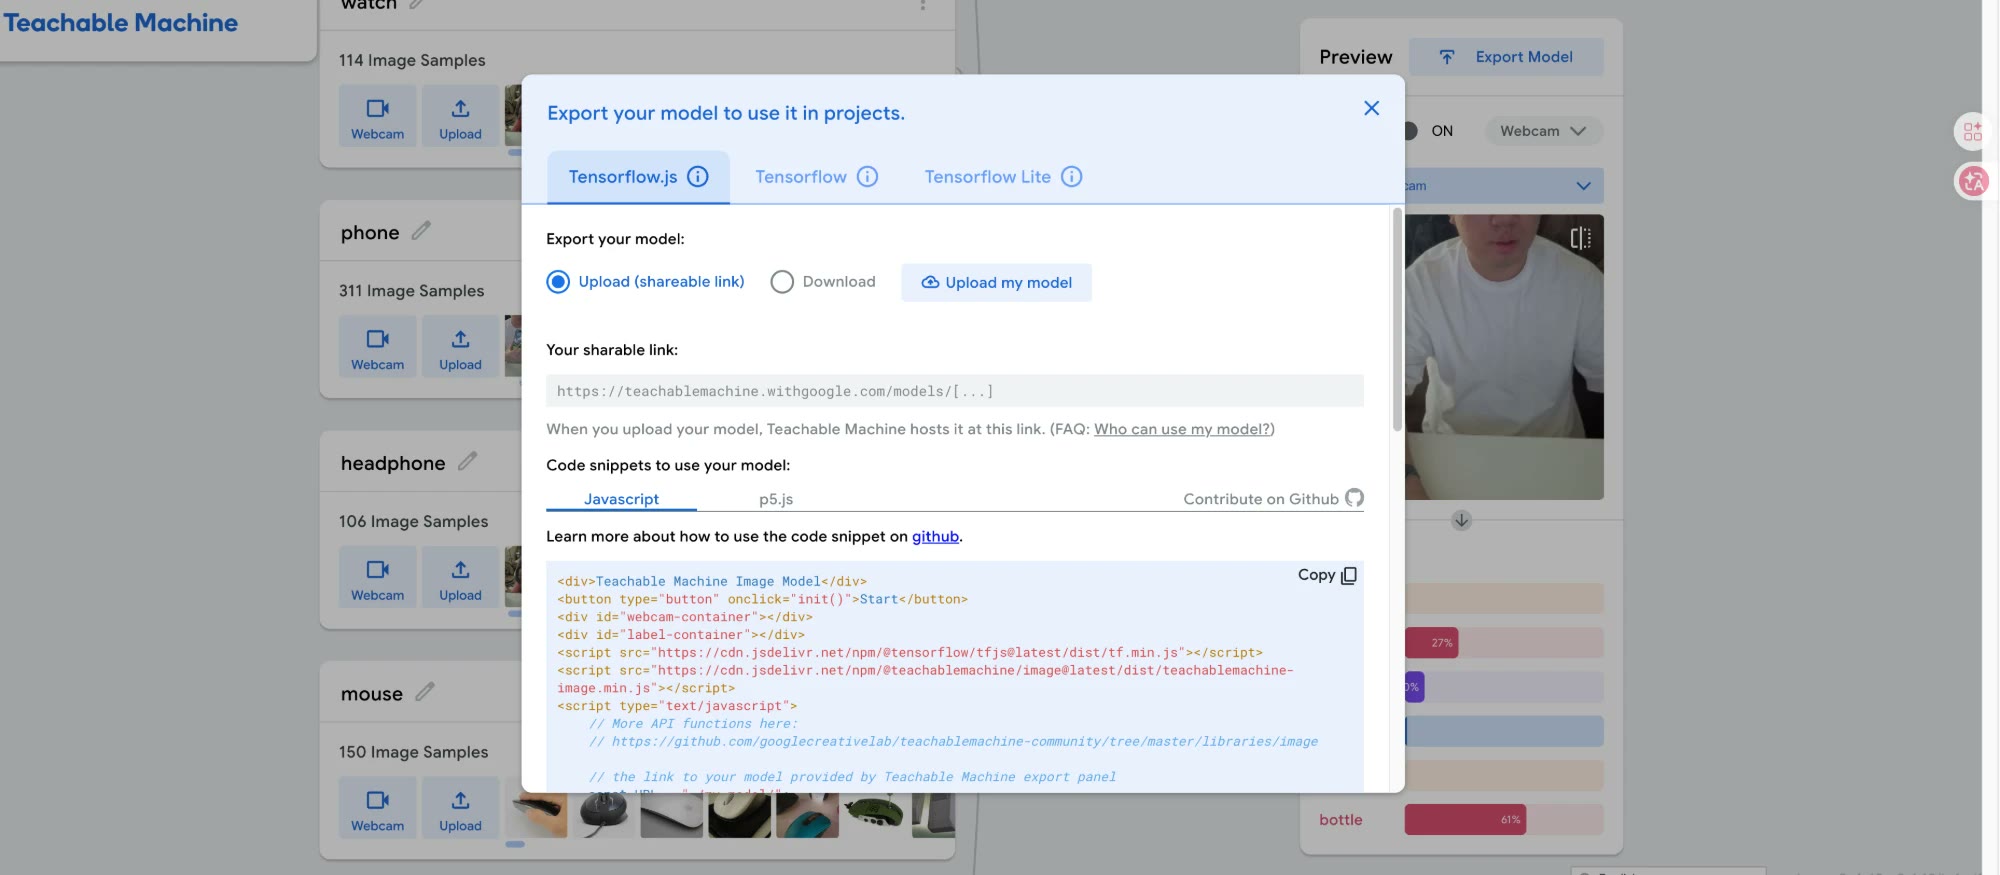 Teachable Machine
watch
114 Image Samples
Webcam
Upload
phone
311 Image Samples
Webcam
Upload
headphone
106 Image Samples
Webcam
Upload
mouse
150 Image Samples
Webcam
Upload
Export your model to use it in projects.
Tensorflow.js
Tensorflow
Tensorflow Lite
Export your model:
Upload (shareable link)
Download
Upload my model
Your sharable link:
https://teachablemachine.withgoogle.com/models/[...]
When you upload your model, Teachable Machine hosts it at this link. (FAQ: Who can use my model?)
Code snippets to use your model:
Javascript
p5.js
Contribute on Github
Learn more about how to use the code snippet on github.
Copy
<div>Teachable Machine Image Model</div>
<button type="button" onclick="init()">Start</button>
<div id="webcam-container"></div>
<div id="label-container"></div>
<script src="https://cdn.jsdelivr.net/npm/@tensorflow/tfjs@latest/dist/tf.min.js"></script>
<script src="https://cdn.jsdelivr.net/npm/@teachablemachine/image@latest/dist/teachablemachine-
image.min.js"></script>
<script type="text/javascript">
// More API functions here:
// https://github.com/googlecreativelab/teachablemachine-community/tree/master/libraries/image
// the link to your model provided by Teachable Machine export panel
Preview
Export Model
ON
Webcam
cam
27%
0%
bottle
61%